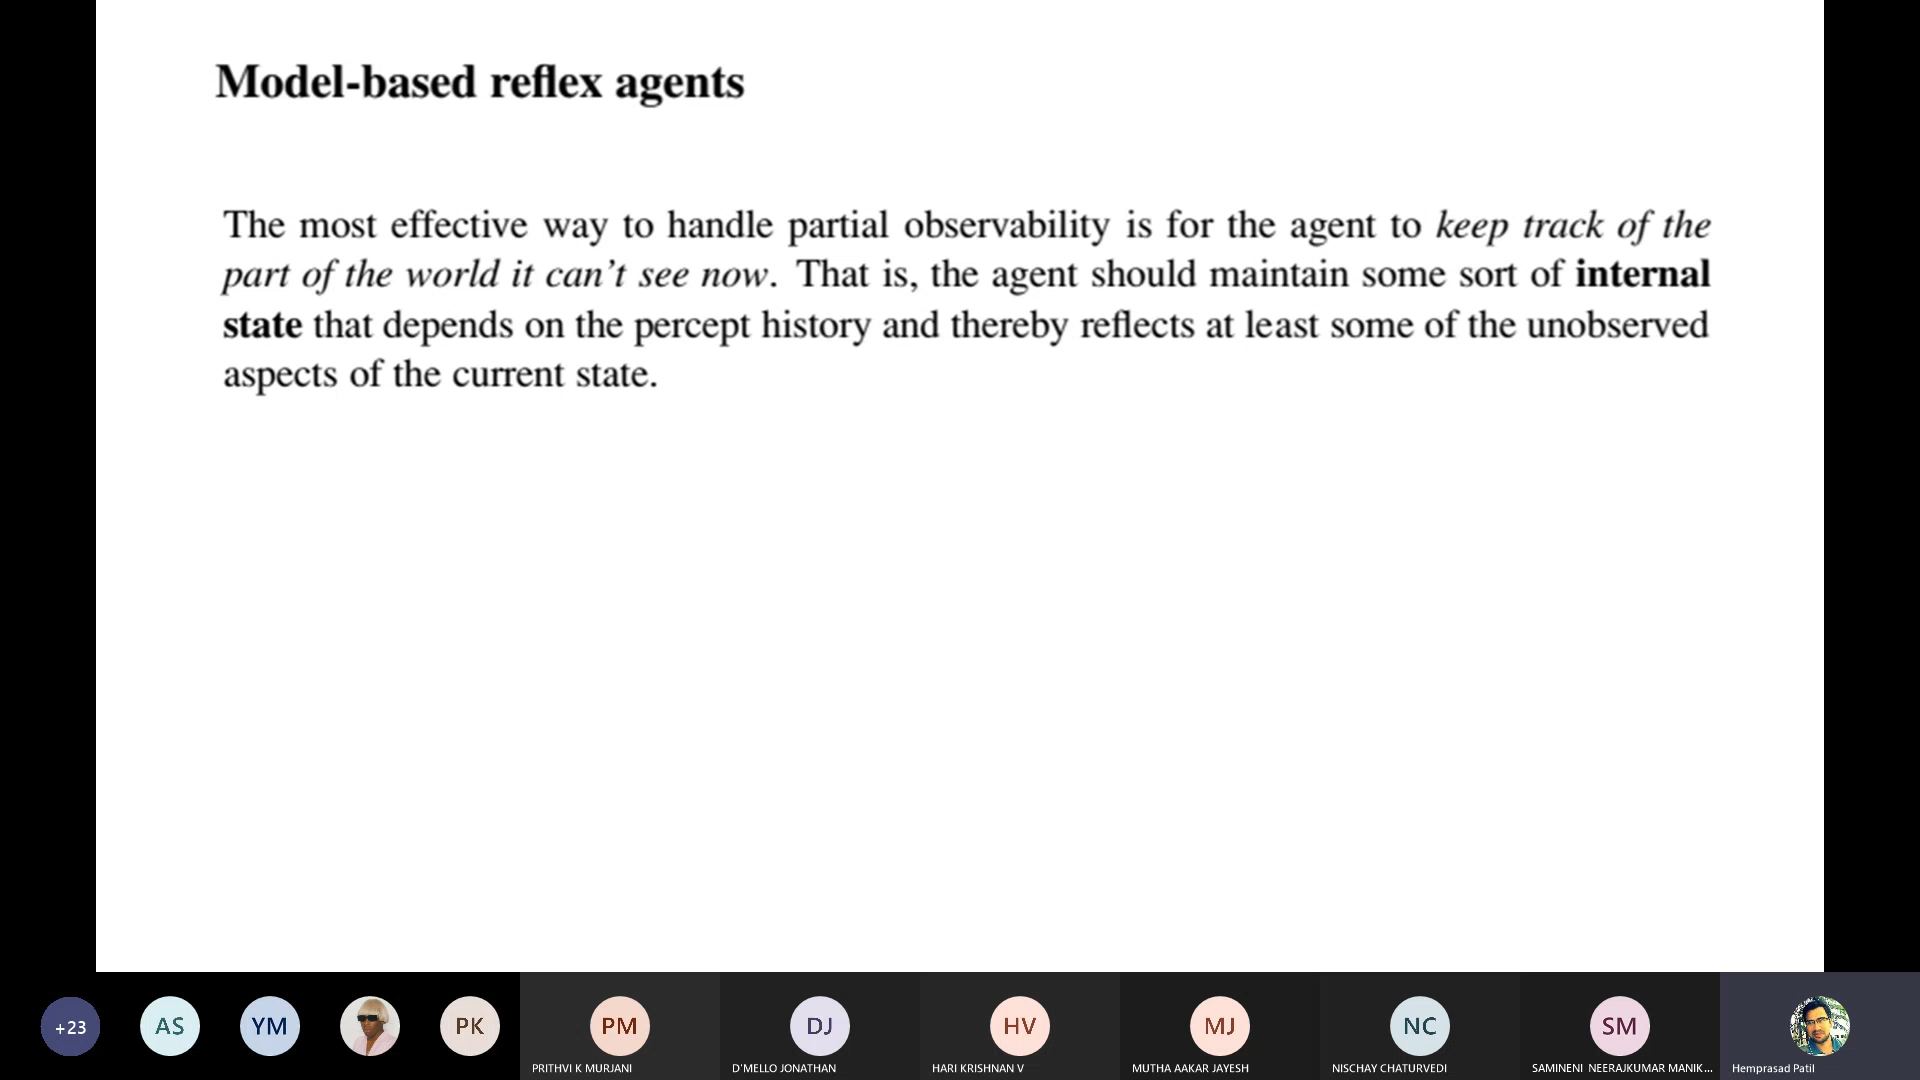 Model-based reflex agents
The most effective way to handle partial observability is for the agent to keep track of the
part of the world it can't see now. That is, the agent should maintain some sort of internal
state that depends on the percept history and thereby reflects at least some of the unobserved
aspects of the current state.
+23
AS
YM
PK
PM
DJ
HV
MJ
NC
SM
PRITHVI K MURJANI
D'MELLO JONATHAN
HARI KRISHNAN V
MUTHA AAKAR JAYESH
NISCHAY CHATURVEDI
SAMINENI NEERAJKUMAR MANIK...
Hemprasad Patil